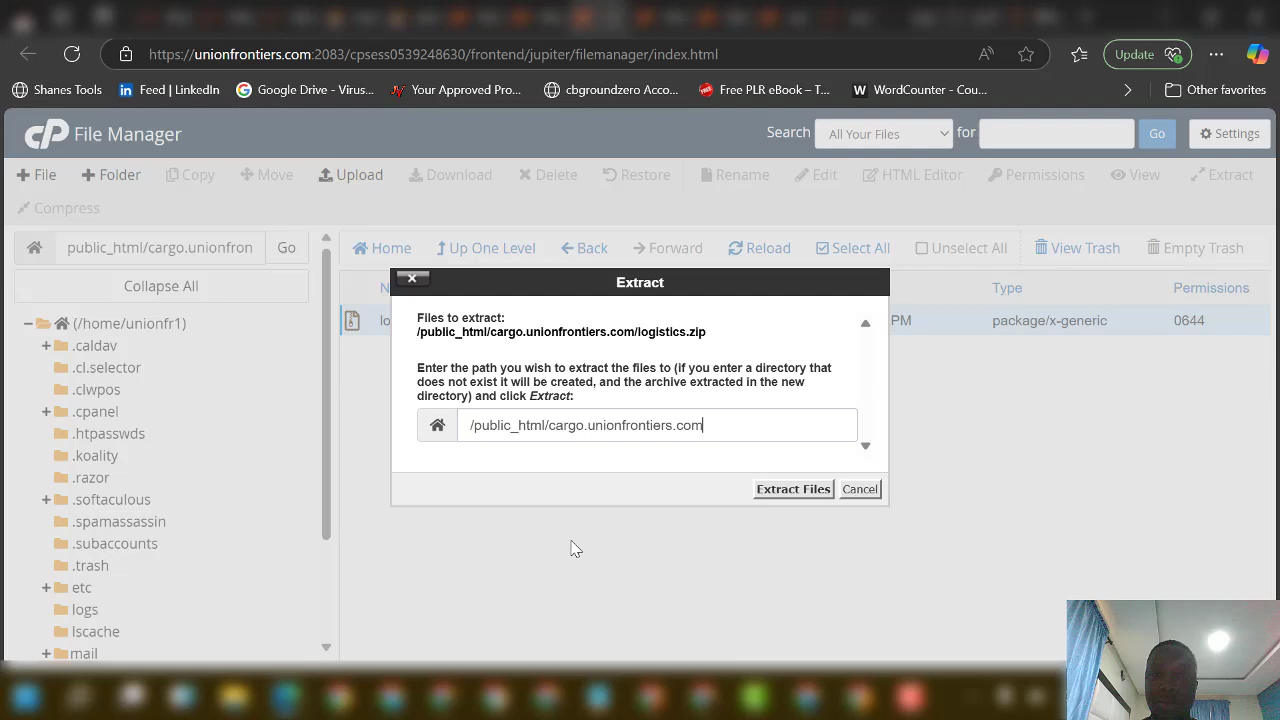 https://unionfrontiers.com:2083/cpsess0539248630/frontend/jupiter/filemanager/index.html
Update
Shanes Tools
Feed | LinkedIn
Google Drive - Virus...
Your Approved Pro...
cbgroundzero Acco...
Free PLR eBook – T...
WordCounter - Cou...
Other favorites
cP File Manager
Search
All Your Files
for
Go
Settings
File
Folder
Copy
Move
Upload
Download
Delete
Restore
Rename
Edit
HTML Editor
Permissions
View
Extract
Compress
public_html/cargo.unionfron
Go
Home
Up One Level
Back
Forward
Reload
Select All
Unselect All
View Trash
Empty Trash
Collapse All
Type
Permissions
PM
package/x-generic
0644
(/home/unionfr1)
.caldav
.cl.selector
.clwpos
.cpanel
.htpasswds
.koality
.razor
.softaculous
.spamassassin
.subaccounts
.trash
etc
logs
lscache
mail
Extract
Files to extract:
/public_html/cargo.unionfrontiers.com/logistics.zip
Enter the path you wish to extract the files to (if you enter a directory that
does not exist it will be created, and the archive extracted in the new
directory) and click Extract:
/public_html/cargo.unionfrontiers.com
Extract Files
Cancel